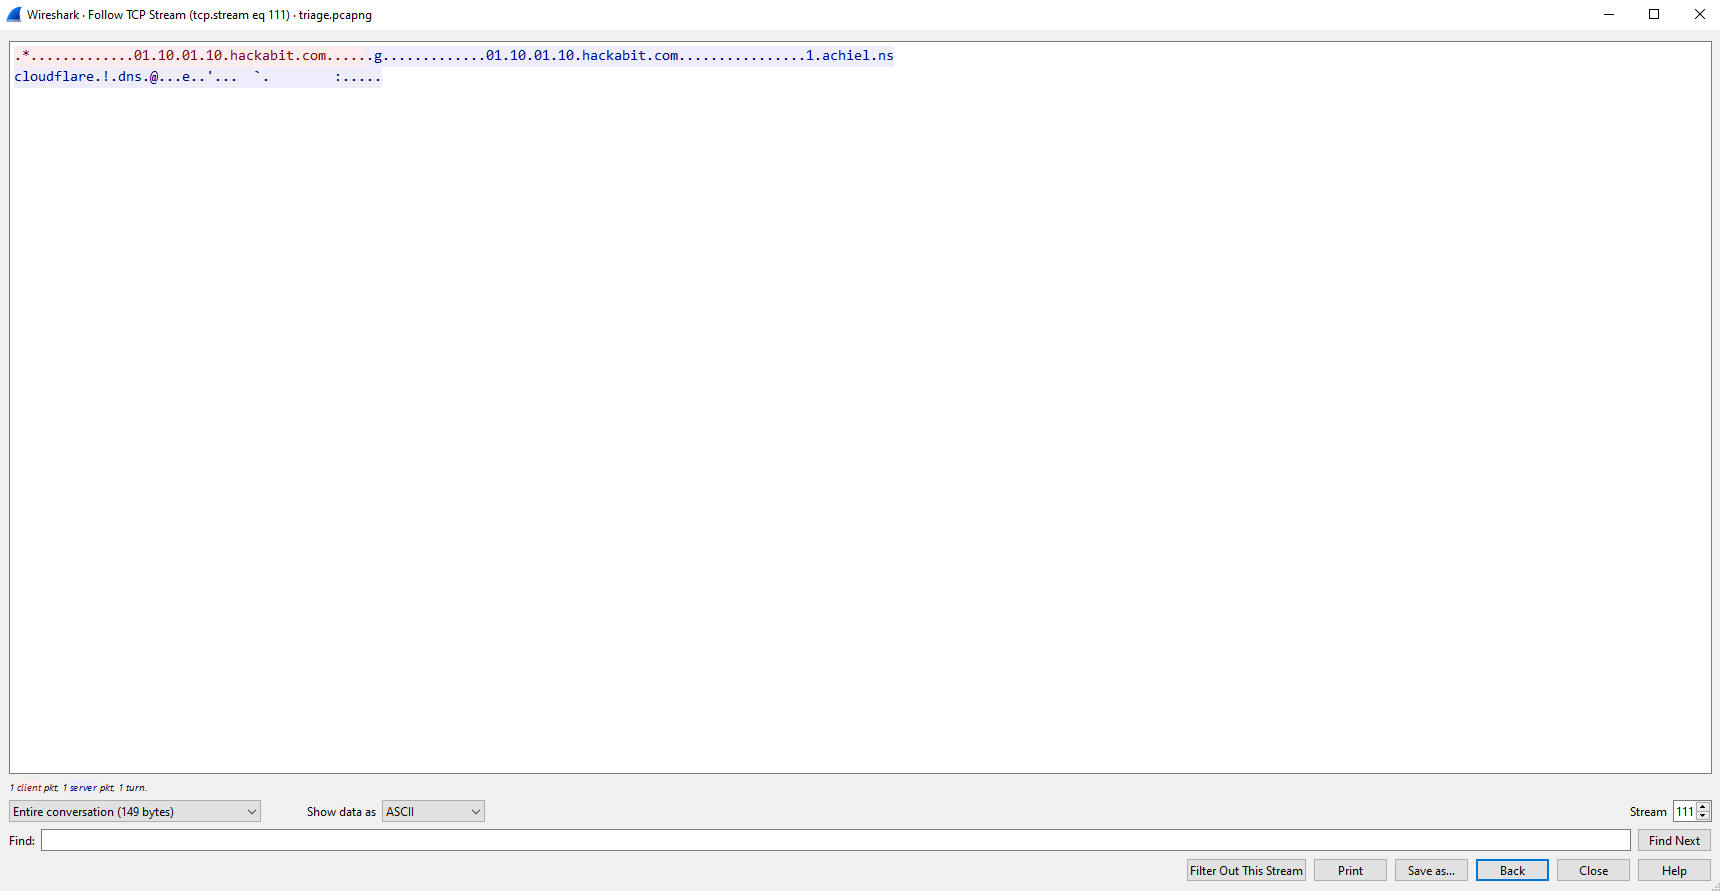 Wireshark · Follow TCP Stream (tcp.stream eq 111) · triage.pcapng
.*.............01.10.01.10.hackabit.com......g.............01.10.01.10.hackabit.com................1.achiel.ns
cloudflare.!.dns.@...e..'...  `.        :.....
1 client pkt, 1 server pkt, 1 turn.
Entire conversation (149 bytes) Show data as ASCII Stream 111
Find: Find Next
Filter Out This Stream Print Save as... Back Close Help